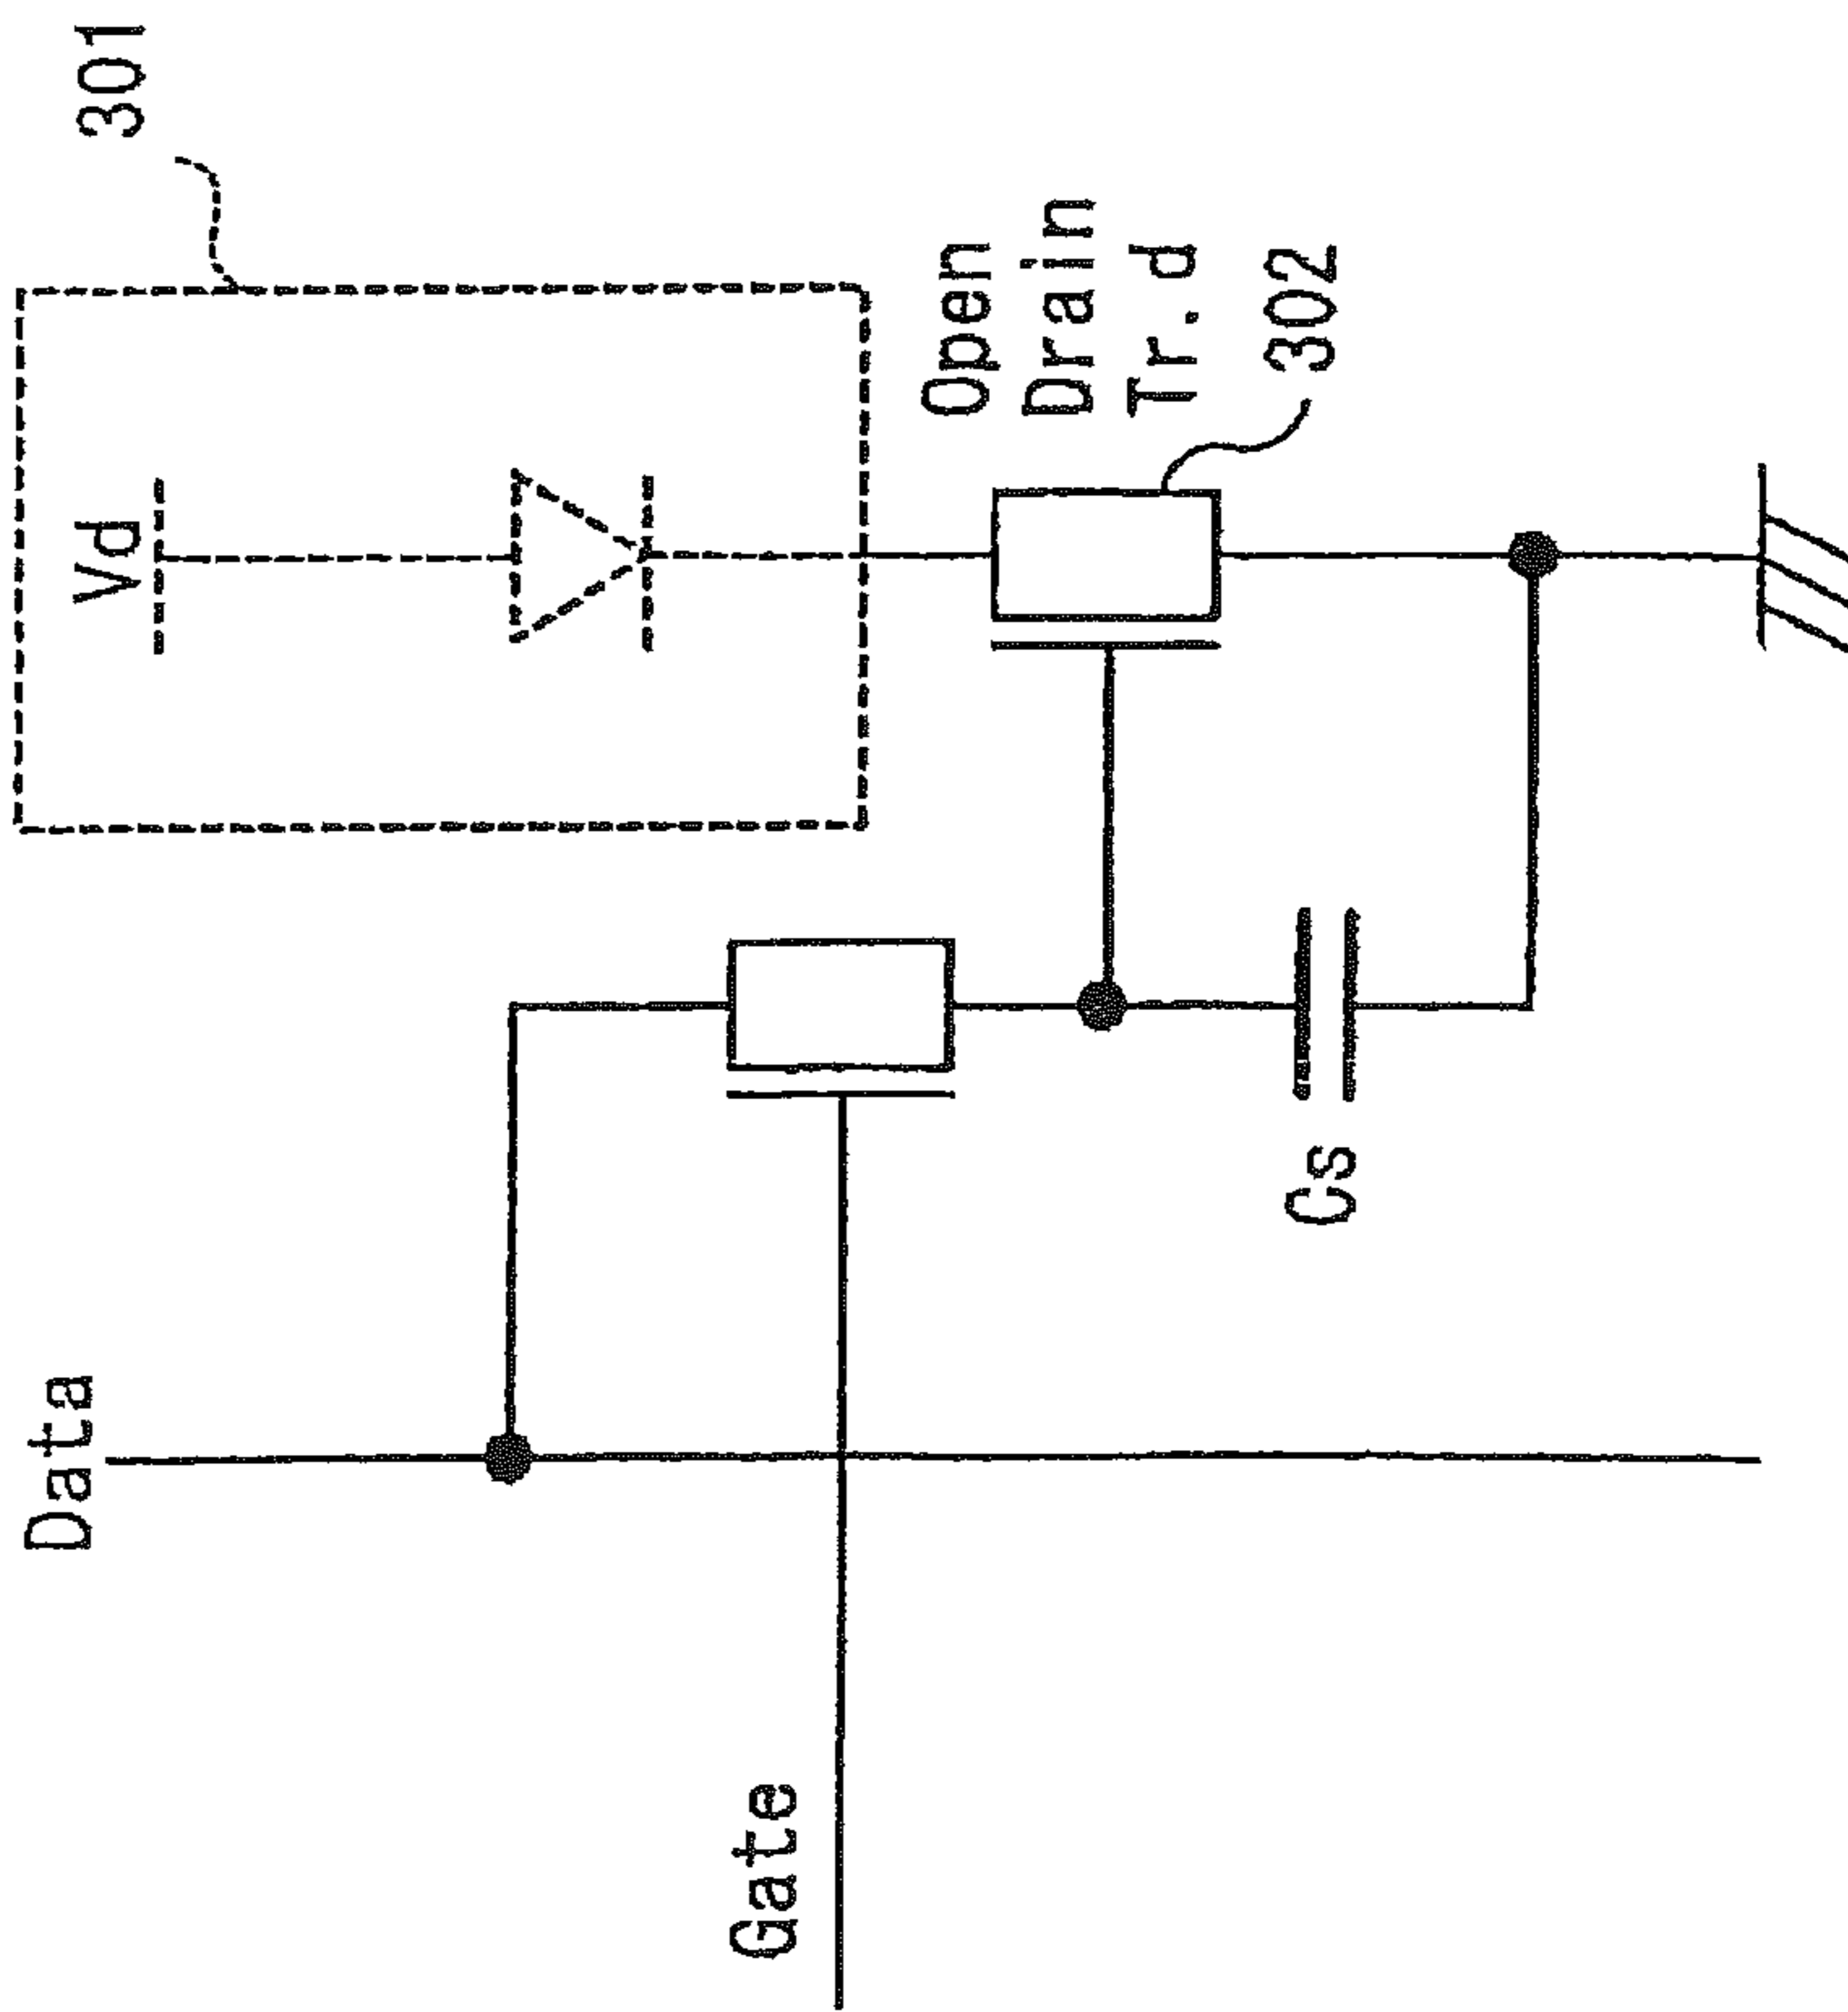 301
Vd
Open
Drain
Tr.d
302
Data
Cs
Gate